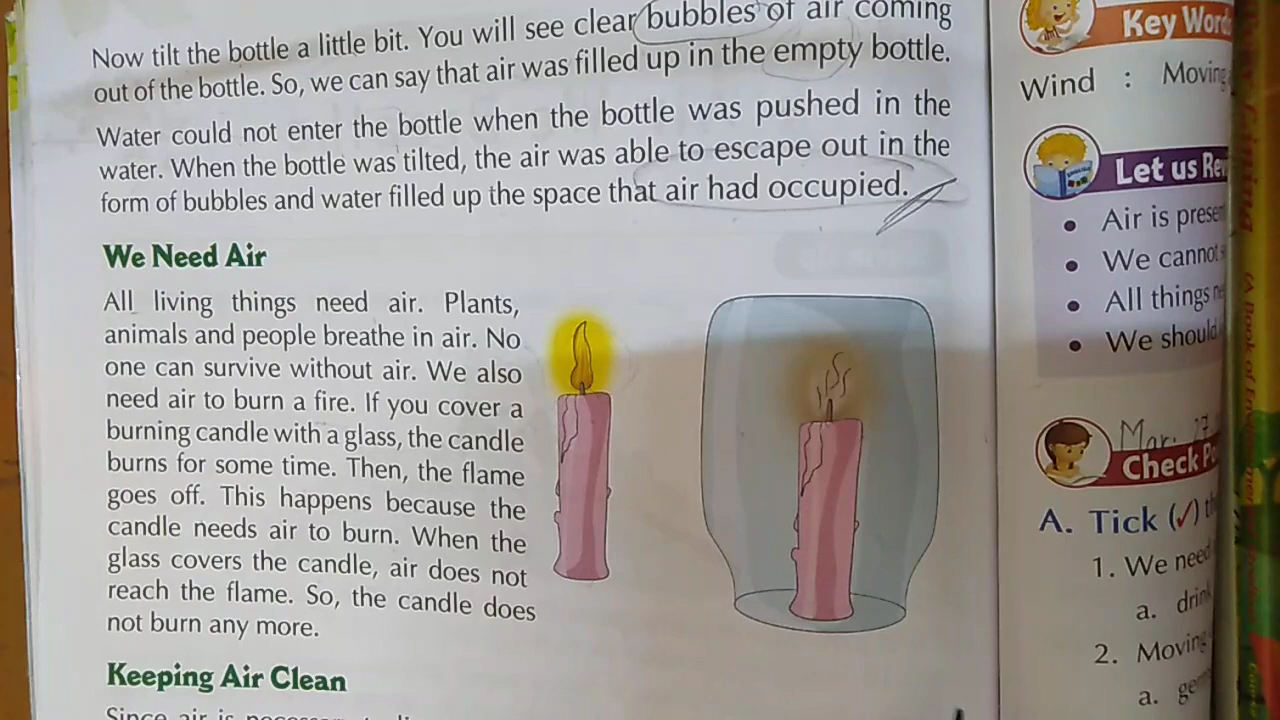 Now tilt the bottle a little bit. You will see clear bubbles of air coming
out of the bottle. So, we can say that air was filled up in the empty bottle.
Water could not enter the bottle when the bottle was pushed in the
water. When the bottle was tilted, the air was able to escape out in the
form of bubbles and water filled up the space that air had occupied.
We Need Air
All living things need air. Plants,
animals and people breathe in air. No
one can survive without air. We also
need air to burn a fire. If you cover a
burning candle with a glass, the candle
burns for some time. Then, the flame
goes off. This happens because the
candle needs air to burn. When the
glass covers the candle, air does not
reach the flame. So, the candle does
not burn any more.
Keeping Air Clean
Since air is
Key
Wind : Moving
Let us
Air is
We cannot
All things
We should
Mar. 17
Check
A. Tick (✓)
1. We need
a.
2. Moving
a.